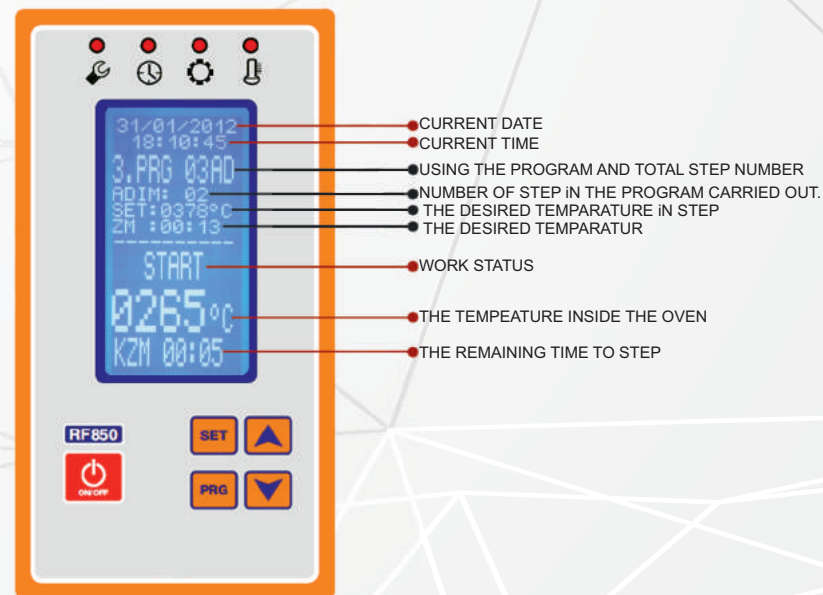 31/01/2012
18:10:45
3.PRG 03AD
ADIM: 02
SET:0378°C
ZM :00:13
START
0265°C
KZM 00:05
CURRENT DATE
CURRENT TIME
USING THE PROGRAM AND TOTAL STEP NUMBER
NUMBER OF STEP iN THE PROGRAM CARRIED OUT.
THE DESIRED TEMPARATURE iN STEP
THE DESIRED TEMPARATUR
WORK STATUS
THE TEMPEATURE INSIDE THE OVEN
THE REMAINING TIME TO STEP
RF850
SET
ON/OFF
PRG